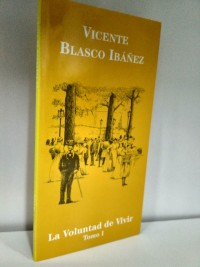 VICENTE
BLASCO IBÁÑEZ
La Voluntad de Vivir
Tomo I